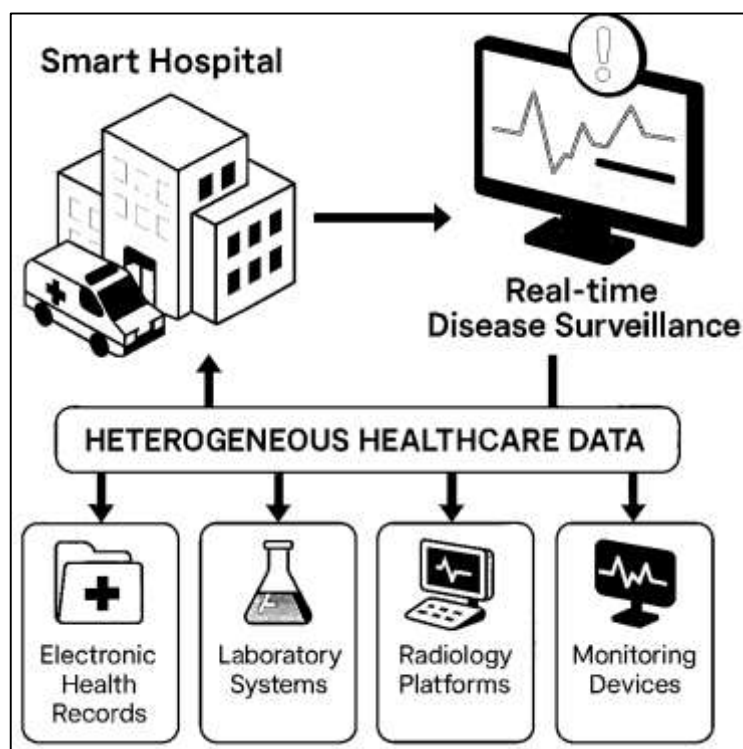 Smart Hospital
Real-time
Disease Surveillance
HETEROGENEOUS HEALTHCARE DATA
Electronic
Health
Records
Laboratory
Systems
Radiology
Platforms
Monitoring
Devices